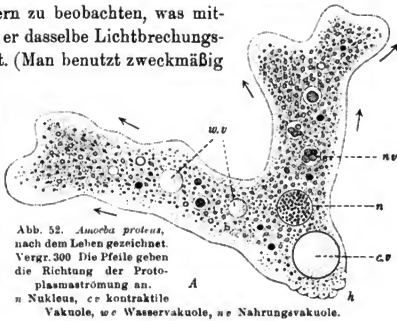 ern zu beobachten, was mit-
er dasselbe Lichtbrechungs-
t. (Man benutzt zweckmäßig
w.v
nv
n
c.v
Abb. 52. Amoeba proteus,
nach dem Leben gezeichnet.
Vergr. 300 Die Pfeile geben
die Richtung der Proto-
plasmaströmung an.
A
h
n Nukleus, cv kontraktile
Vakuole, wv Wasservakuole, nv Nahrungsvakuole.